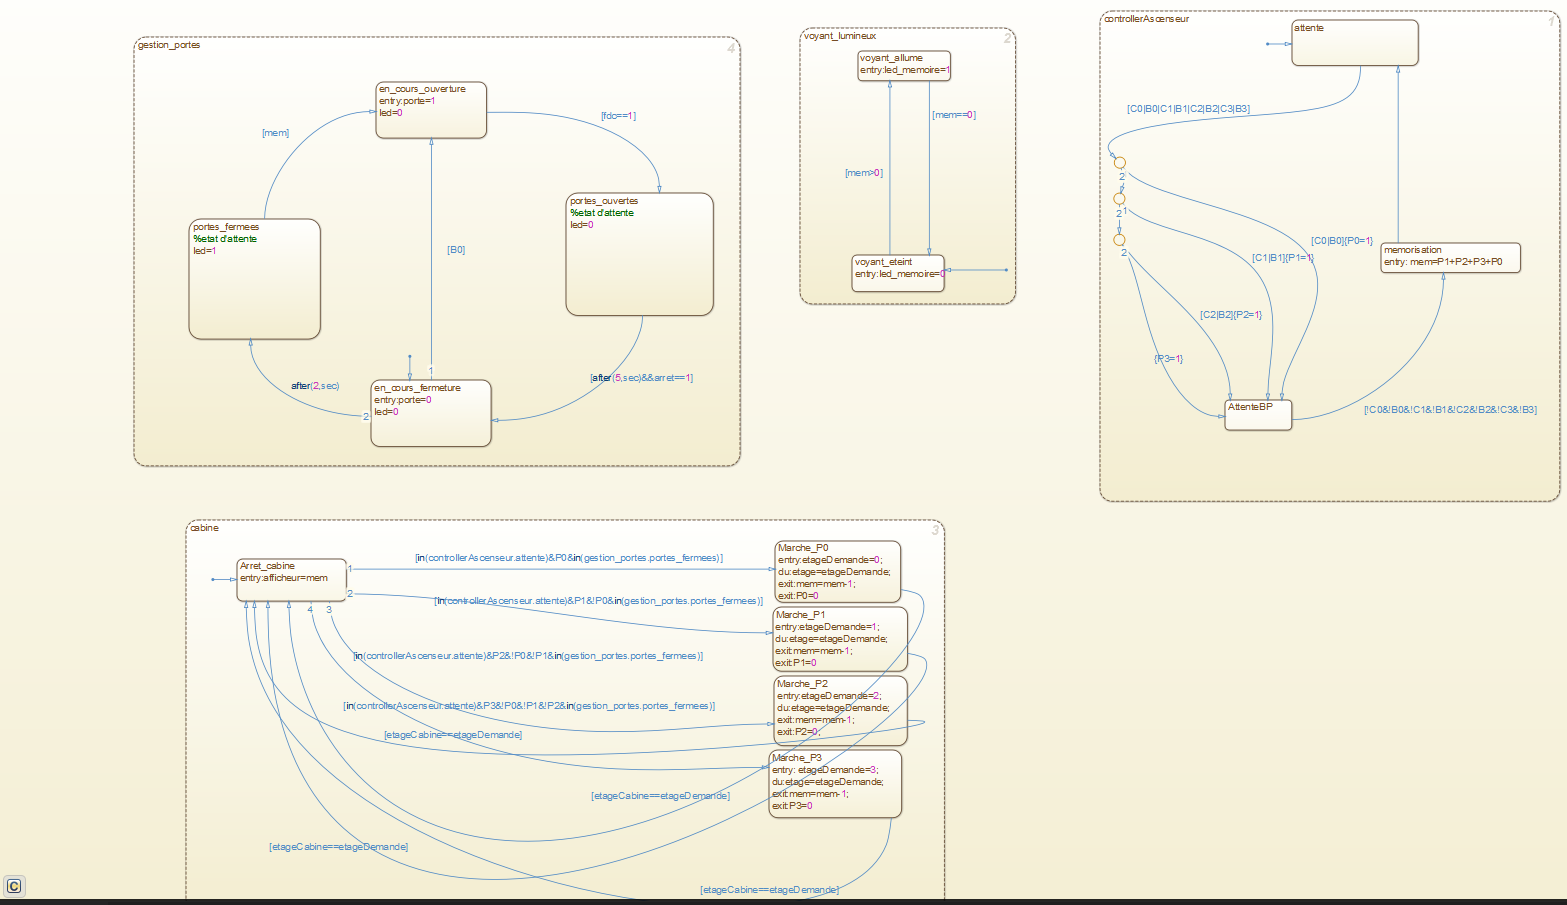 gestion_portes
4
en_cours_ouverture
entry:porte=1
led=0
[mem]
[fdc==1]
portes_fermees
%etat d'attente
led=1
portes_ouvertes
%etat d'attente
led=0
[B0]
1
after(2,sec)
2
en_cours_fermeture
entry:porte=0
led=0
[after(5,sec)&&arret==1]
voyant_lumineux
2
voyant_allume
entry:led_memoire=1
[mem==0]
[mem>0]
voyant_eteint
entry:led_memoire=0
controllerAscenseur
1
attente
[C0|B0|C1|B1|C2|B2|C3|B3]
2
2
1
2
[C0|B0]{P0=1}
[C1|B1]{P1=1}
[C2|B2]{P2=1}
{P3=1}
memorisation
entry: mem=P1+P2+P3+P0
AttenteBP
[!C0&!B0&!C1&!B1&!C2&!B2&!C3&!B3]
cabine
3
Arret_cabine
entry:afficheur=mem
1
2
4
3
[in(controllerAscenseur.attente)&P0&in(gestion_portes.portes_fermees)]
[in(controllerAscenseur.attente)&P1&!P0&in(gestion_portes.portes_fermees)]
[in(controllerAscenseur.attente)&P2&!P0&!P1&in(gestion_portes.portes_fermees)]
[in(controllerAscenseur.attente)&P3&!P0&!P1&!P2&in(gestion_portes.portes_fermees)]
Marche_P0
entry:etageDemande=0;
du:etage=etageDemande;
exit:mem=mem-1;
exit:P0=0
Marche_P1
entry:etageDemande=1;
du:etage=etageDemande;
exit:mem=mem-1;
exit:P1=0
Marche_P2
entry:etageDemande=2;
du:etage=etageDemande;
exit:mem=mem-1;
exit:P2=0;
Marche_P3
entry: etageDemande=3;
du:etage=etageDemande;
exit:mem=mem-1;
exit:P3=0
[etageCabine==etageDemande]
[etageCabine==etageDemande]
[etageCabine==etageDemande]
[etageCabine==etageDemande]
C